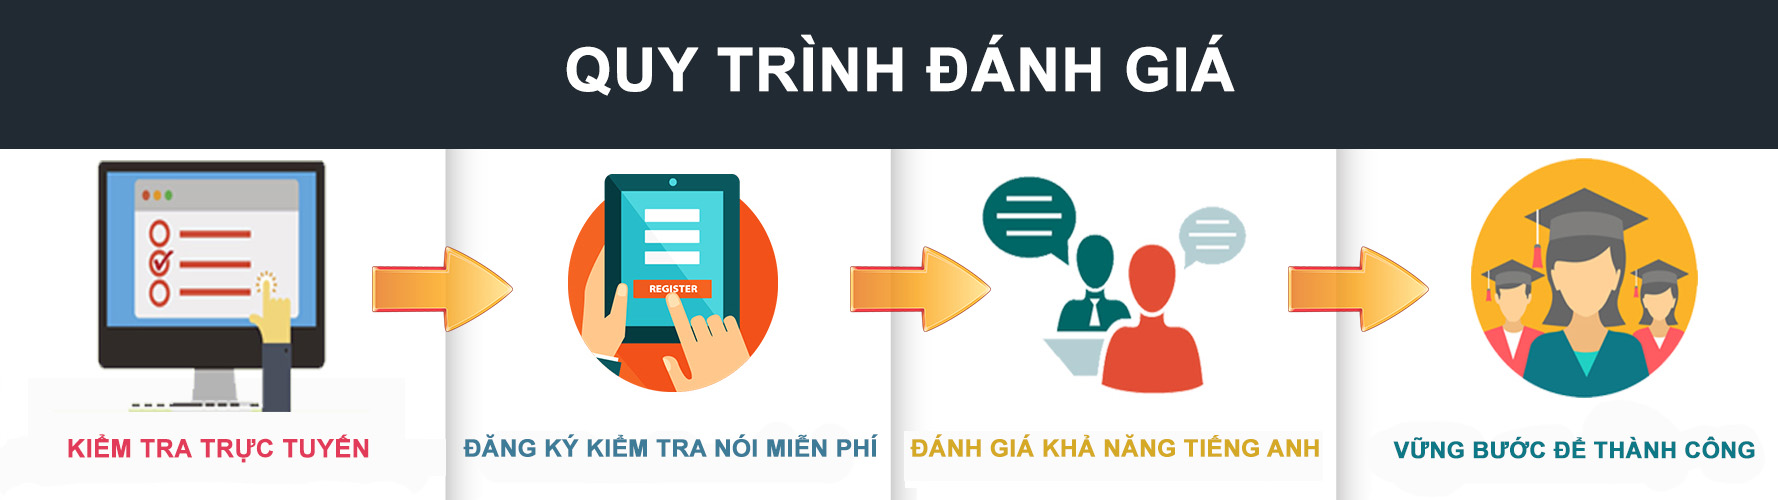 QUY TRÌNH ĐÁNH GIÁ
REGISTER
KIỂM TRA TRỰC TUYẾN
ĐĂNG KÝ KIỂM TRA NÓI MIỄN PHÍ
ĐÁNH GIÁ KHẢ NĂNG TIẾNG ANH
VỮNG BƯỚC ĐỂ THÀNH CÔNG